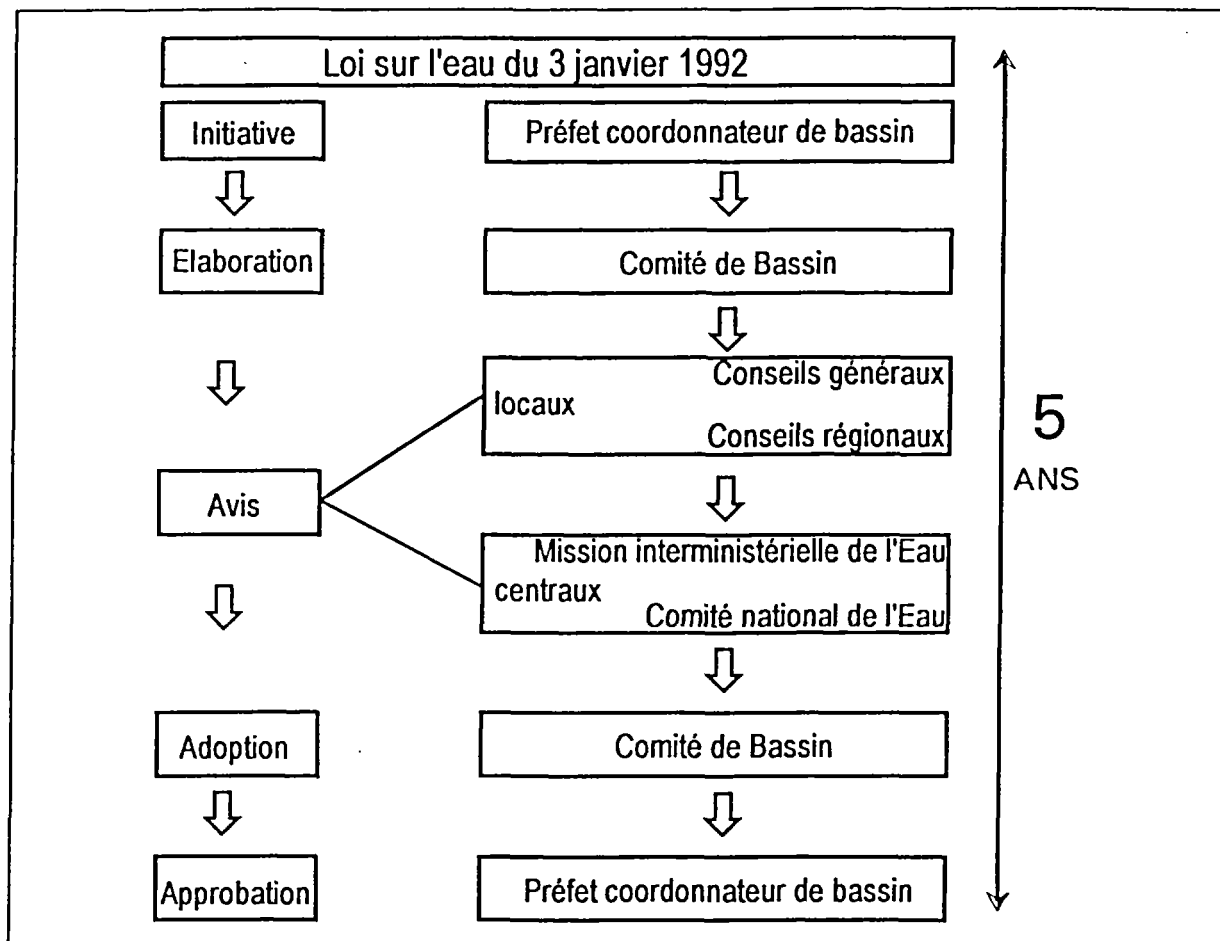 Loi sur l'eau du 3 janvier 1992
Initiative
Préfet coordonnateur de bassin
Elaboration
Comité de Bassin
Conseils généraux
locaux
Conseils régionaux
5
ANS
Avis
Mission interministérielle de l'Eau
centraux
Comité national de l'Eau
Adoption
Comité de Bassin
Approbation
Préfet coordonnateur de bassin